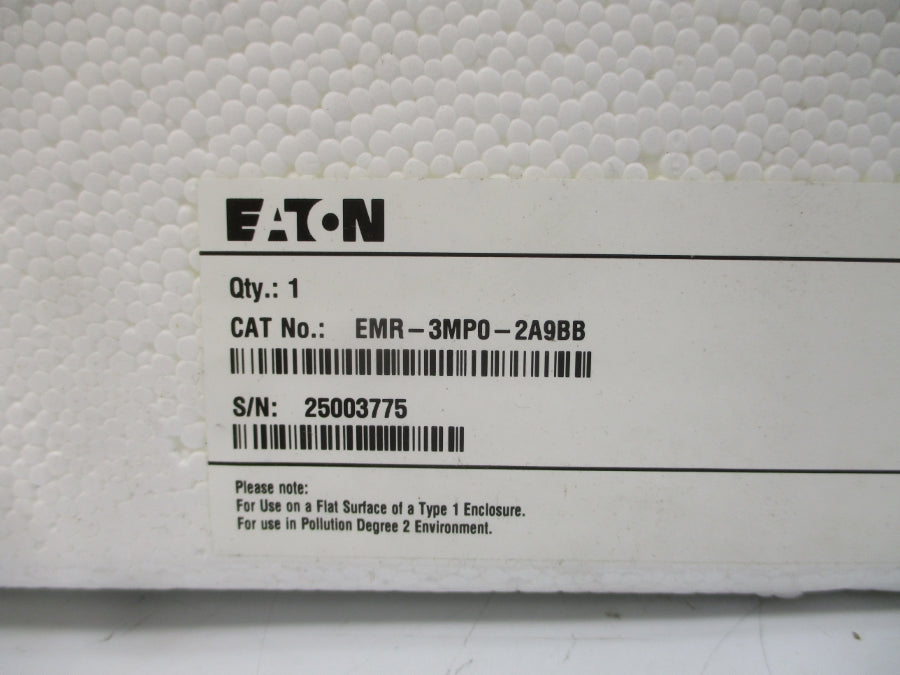 EATON
Qty.: 1
CAT No.: EMR-3MP0-2A9BB
S/N: 25003775
Please note:
For Use on a Flat Surface of a Type 1 Enclosure.
For use in Pollution Degree 2 Environment.